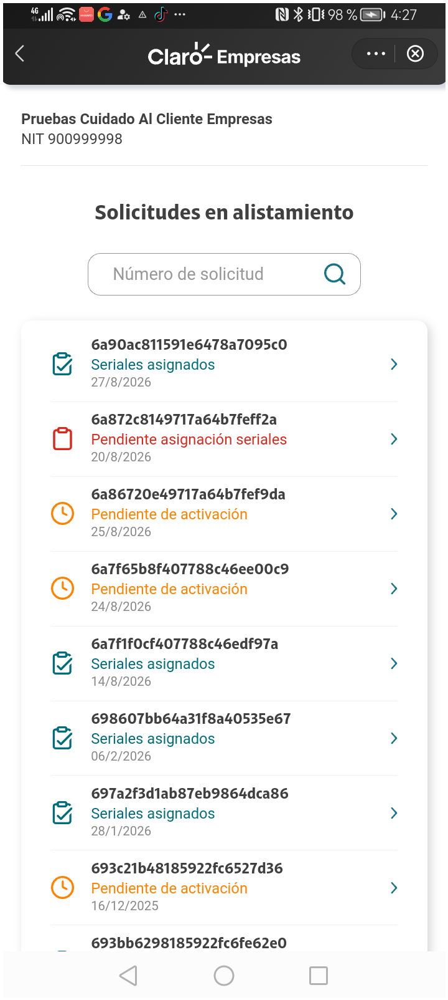 4G
98 %
4:27
Claro- Empresas
Pruebas Cuidado Al Cliente Empresas
NIT 900999998
Solicitudes en alistamiento
Número de solicitud
6a90ac811591e6478a7095c0
Seriales asignados
27/8/2026
6a872c8149717a64b7feff2a
Pendiente asignación seriales
20/8/2026
6a86720e49717a64b7fef9da
Pendiente de activación
25/8/2026
6a7f65b8f407788c46ee00c9
Pendiente de activación
24/8/2026
6a7f1f0cf407788c46edf97a
Seriales asignados
14/8/2026
698607bb64a31f8a40535e67
Seriales asignados
06/2/2026
697a2f3d1ab87eb9864dca86
Seriales asignados
28/1/2026
693c21b48185922fc6527d36
Pendiente de activación
16/12/2025
693bb6298185922fc6fe62e0